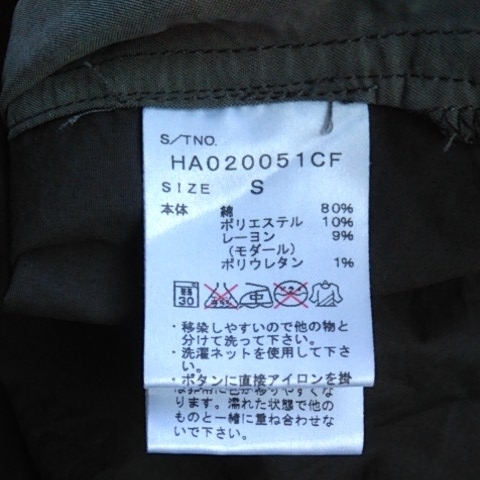 S/TNO.
HA020051CF
SIZE S
本体 綿 80%
ポリエステル 10%
レーヨン 9%
(モダール)
ポリウレタン 1%
30
・移染しやすいので他の物と
分けて洗って下さい。
・洗濯ネットを使用して下さ
い。
・ボタンに直接アイロンを掛
ります。濡れた状態で他の
ものと一緒に重ね合わせな
いで下さい。